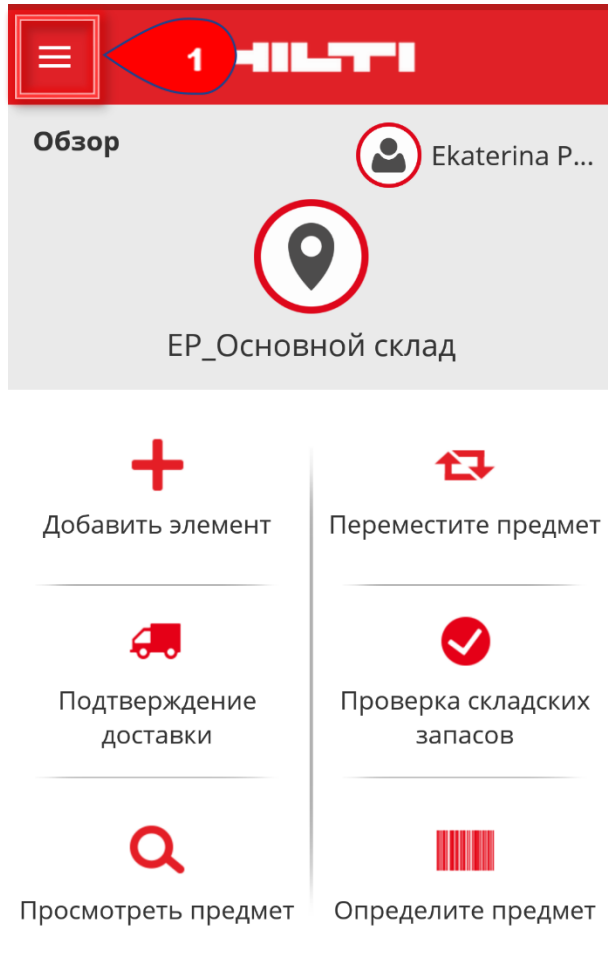 1
HILTI
Обзор
Ekaterina P...
EP_Основной склад
Добавить элемент
Переместите предмет
Подтверждение
доставки
Проверка складских
запасов
Просмотреть предмет
Определите предмет